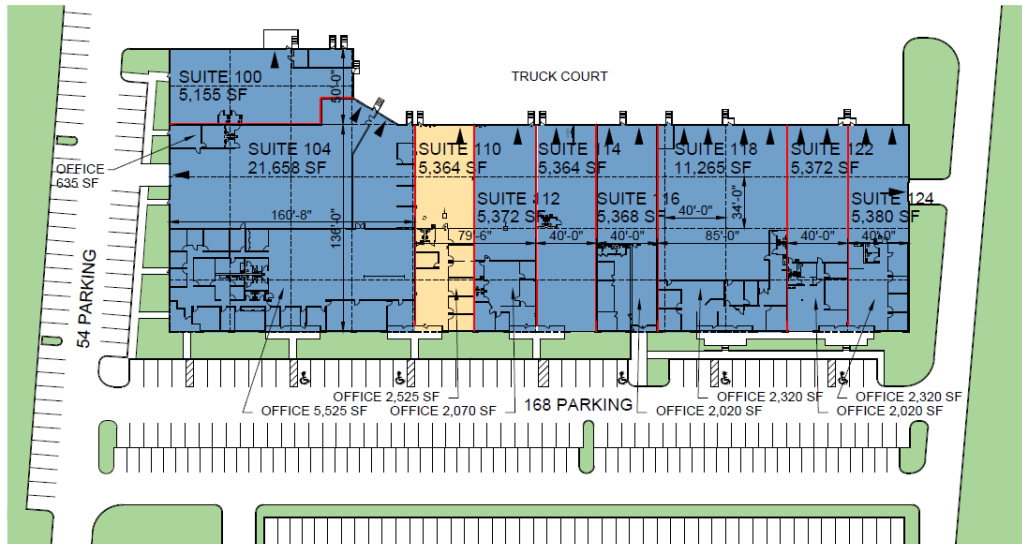 TRUCK COURT
SUITE 100
5,155 SF
50'-0"
OFFICE
635 SF
SUITE 104
21,658 SF
SUITE 110
5,364 SF
SUITE 114
5,364 SF
SUITE 118
11,265 SF
SUITE 122
5,372 SF
SUITE 112
5,372 SF
SUITE 116
5,368 SF
SUITE 124
5,380 SF
160'-8"
136'-0"
40'-0"
34'-0"
79'-6"
40'-0"
40'-0"
85'-0"
40'-0"
40'-0"
54 PARKING
OFFICE 5,525 SF
OFFICE 2,525 SF
OFFICE 2,070 SF
168 PARKING
OFFICE 2,020 SF
OFFICE 2,320 SF
OFFICE 2,020 SF
OFFICE 2,320 SF